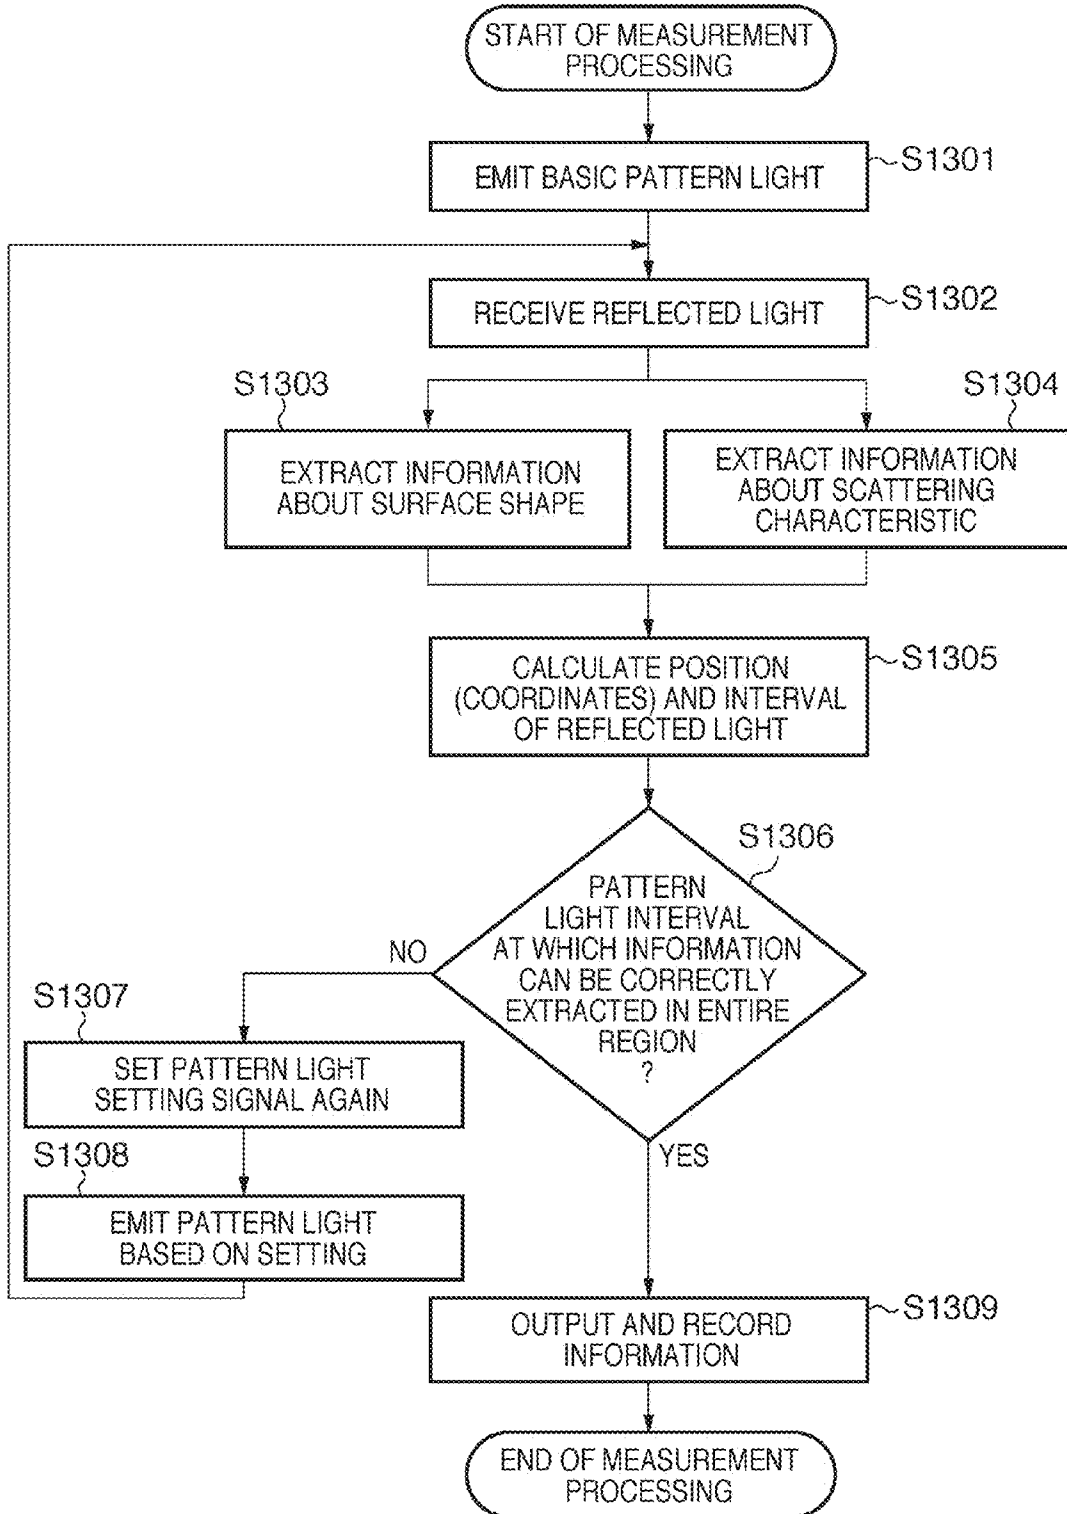 START OF MEASUREMENT
PROCESSING
EMIT BASIC PATTERN LIGHT
S1301
RECEIVE REFLECTED LIGHT
S1302
S1303
EXTRACT INFORMATION
ABOUT SURFACE SHAPE
S1304
EXTRACT INFORMATION
ABOUT SCATTERING
CHARACTERISTIC
CALCULATE POSITION
(COORDINATES) AND INTERVAL
OF REFLECTED LIGHT
S1305
S1306
PATTERN
LIGHT INTERVAL
AT WHICH INFORMATION
CAN BE CORRECTLY
EXTRACTED IN ENTIRE
REGION
?
NO
YES
S1307
SET PATTERN LIGHT
SETTING SIGNAL AGAIN
S1308
EMIT PATTERN LIGHT
BASED ON SETTING
OUTPUT AND RECORD
INFORMATION
S1309
END OF MEASUREMENT
PROCESSING